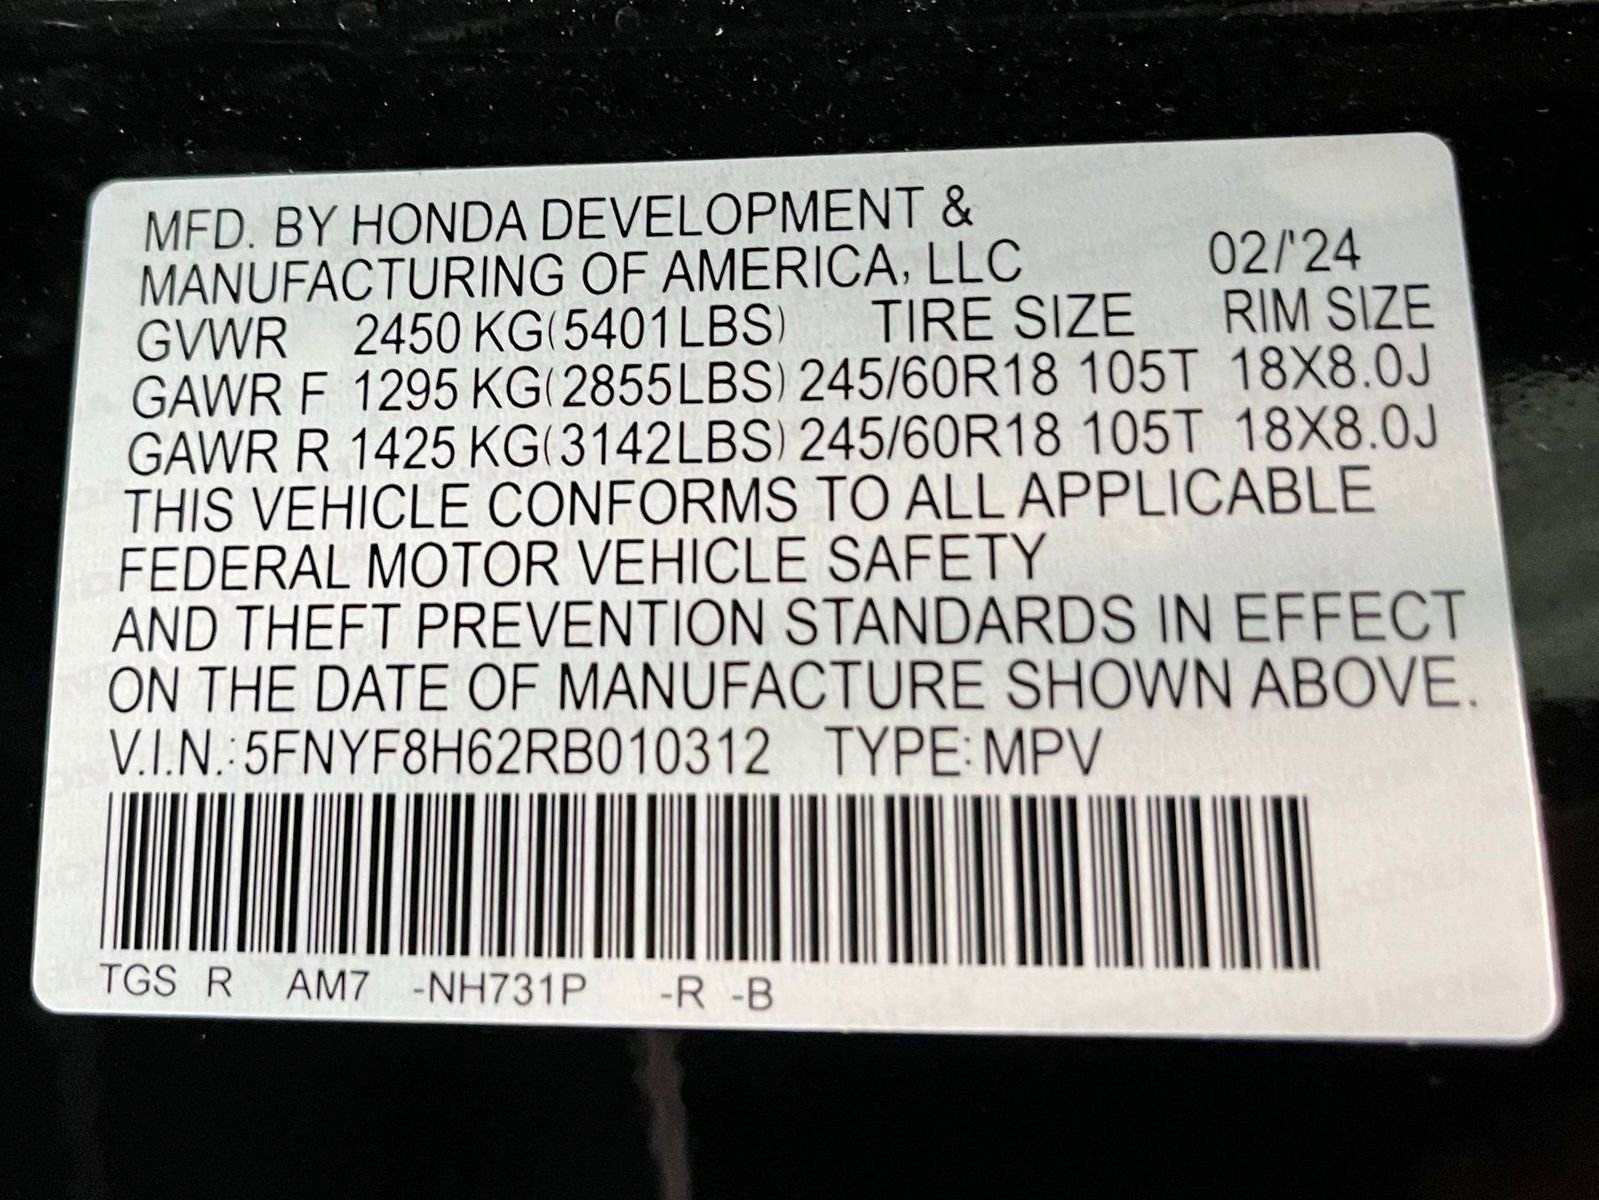 MFD. BY HONDA DEVELOPMENT &
MANUFACTURING OF AMERICA, LLC 02/'24
GVWR 2450 KG(5401LBS) TIRE SIZE RIM SIZE
GAWR F 1295 KG(2855LBS) 245/60R18 105T 18X8.0J
GAWR R 1425 KG(3142LBS) 245/60R18 105T 18X8.0J
THIS VEHICLE CONFORMS TO ALL APPLICABLE
FEDERAL MOTOR VEHICLE SAFETY
AND THEFT PREVENTION STANDARDS IN EFFECT
ON THE DATE OF MANUFACTURE SHOWN ABOVE.
V.I.N.: 5FNYF8H62RB010312 TYPE: MPV
TGS R AM7 -NH731P -R -B